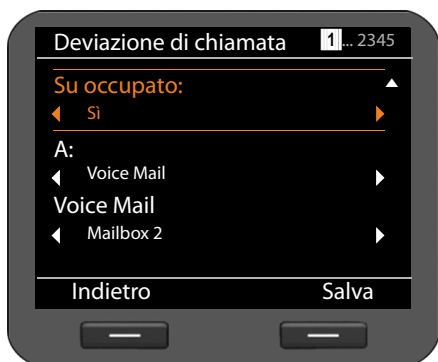 Deviazione di chiamata 1... 2345
Su occupato:
Sì
A:
Voice Mail
Voice Mail
Mailbox 2
Indietro Salva